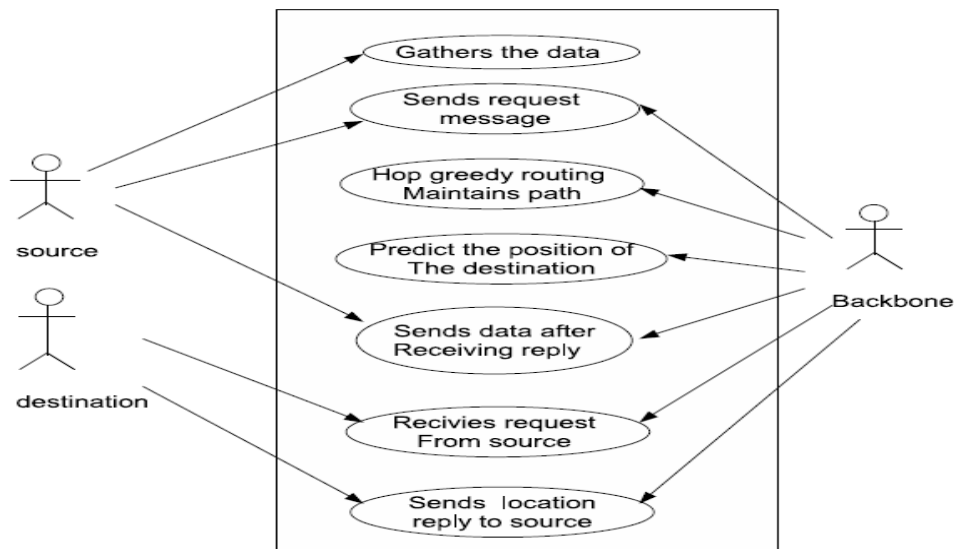 Gathers the data
Sends request
message
Hop greedy routing
Maintains path
source
Predict the position of
The destination
Backbone
Sends data after
Receiving reply
destination
Recivies request
From source
Sends location
reply to source